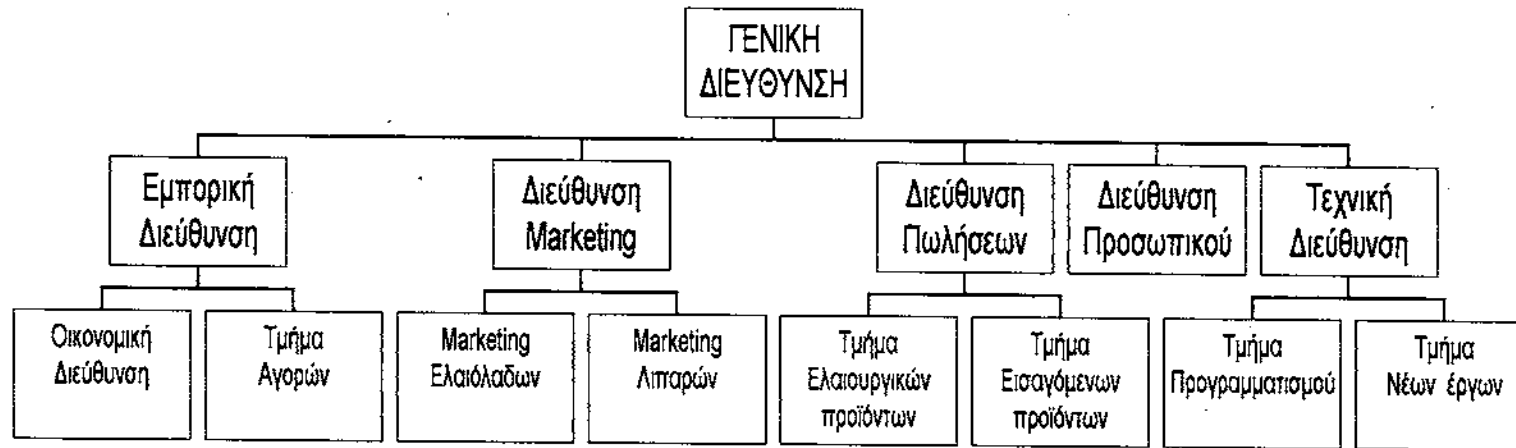 ΓΕΝΙΚΗ
ΔΙΕΥΘΥΝΣΗ
Εμπορική
Διεύθυνση
Διεύθυνση
Marketing
Διεύθυνση
Πωλήσεων
Διεύθυνση
Προσωπικού
Τεχνική
Διεύθυνση
Οικονομική
Διεύθυνση
Τμήμα
Αγορών
Marketing
Ελαιόλαδων
Marketing
Λιπαρών
Τμήμα
Ελαιουργικών
προϊόντων
Τμήμα
Εισαγόμενων
προϊόντων
Τμήμα
Προγραμματισμού
Τμήμα
Νέων έργων